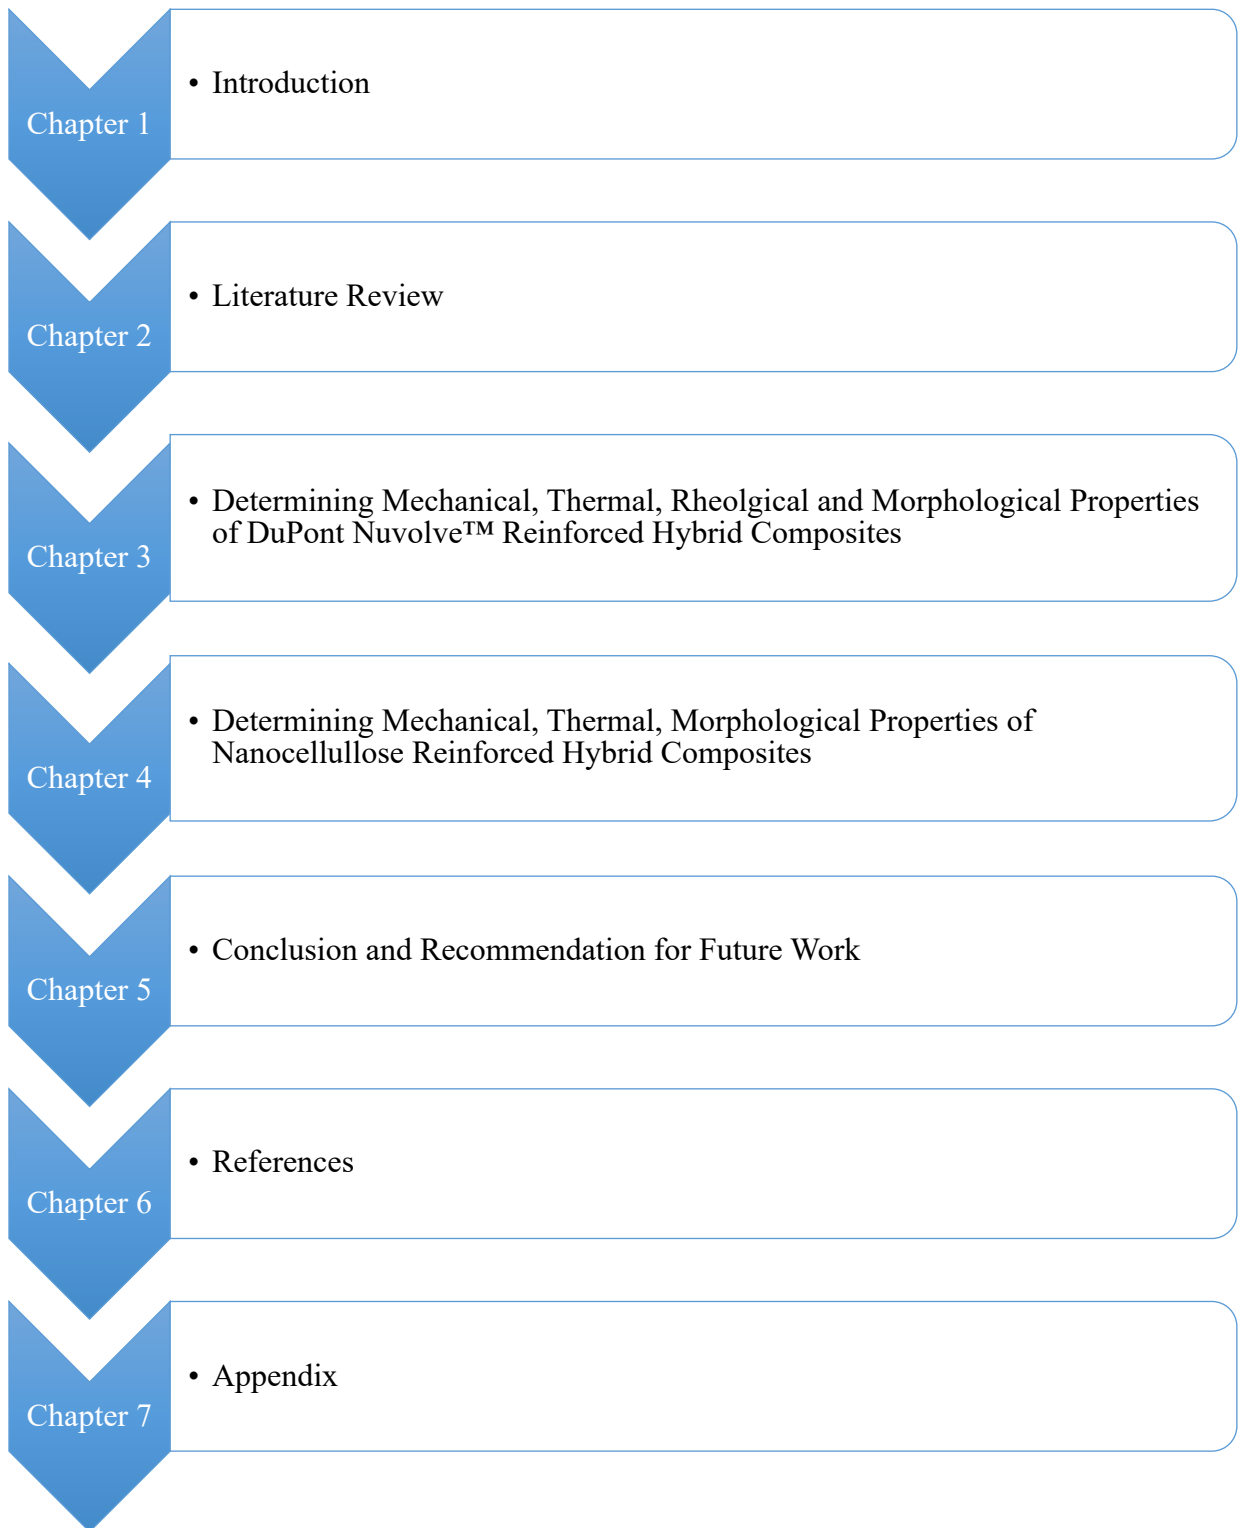 Chapter 1
• Introduction
Chapter 2
• Literature Review
Chapter 3
• Determining Mechanical, Thermal, Rheolgical and Morphological Properties
of DuPont Nuvolve™ Reinforced Hybrid Composites
Chapter 4
• Determining Mechanical, Thermal, Morphological Properties of
Nanocellullose Reinforced Hybrid Composites
Chapter 5
• Conclusion and Recommendation for Future Work
Chapter 6
• References
Chapter 7
• Appendix